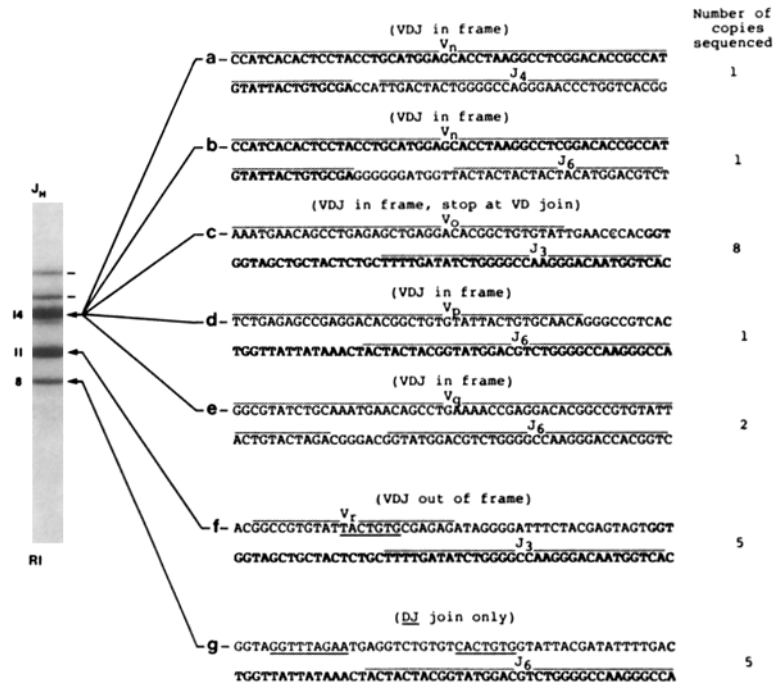 Number of
copies
sequenced
(VDJ in frame)
Vn
a- CCATCACACTCCTACCTGCATGGAGCACCTAAGGCCTCGGACACCGCCAT
J4
GTATTACTGTGCGACCATTGACTACTGGGGCCAGGGAACCCTGGTCACGG
1
(VDJ in frame)
Vn
b- CCATCACACTCCTACCTGCATGGAGCACCTAAGGCCTCGGACACCGCCAT
J6
GTATTACTGTGCGAGGGGGGATGGTTACTACTACTACTACATGGACGTCT
1
(VDJ in frame, stop at VD join)
Vo
c- AAATGAACAGCCTGAGAGCTGAGGACACGGCTGTGTATTGAACCCACGGT
J3
GGTAGCTGCTACTCTGCTTTTGATATCTGGGGCCAAGGGACAATGGTCAC
8
(VDJ in frame)
Vp
d- TCTGAGAGCCGAGGACACGGCTGTGTATTACTGTGCAACAGGGCCGTCAC
J6
TGGTTATTATAAACTACTACTACGGTATGGACGTCTGGGGCCAAGGGCCA
1
(VDJ in frame)
Vq
e- GGCGTATCTGCAAATGAACAGCCTGAAAACCGAGGACACGGCCGTGTATT
J6
ACTGTACTAGACGGGACGGTATGGACGTCTGGGGCCAAGGGACCACGGTC
2
(VDJ out of frame)
Vr
f- ACGGCCGTGTATTACTGTGCGAGAGATAGGGGATTTCTACGAGTAGTGGT
J3
GGTAGCTGCTACTCTGCTTTTGATATCTGGGGCCAAGGGACAATGGTCAC
5
(DJ join only)
g- GGTAGGTTTAGAATGAGGTCTGTGTCACTGTGGTATTACGATATTTTGAC
J6
TGGTTATTATAAACTACTACTACGGTATGGACGTCTGGGGCCAAGGGCCA
5
JH
14
11
8
RI